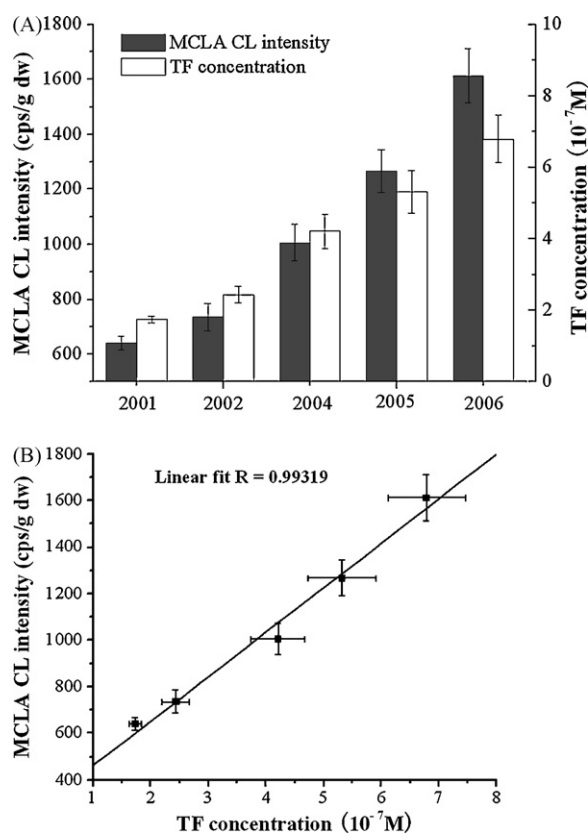 (A)
MCLA CL intensity (cps/g dw)
1800
1600
1400
1200
1000
800
600
MCLA CL intensity
TF concentration
10
8
6
4
2
0
TF concentration (10⁻⁷M)
2001 2002 2004 2005 2006
(B)
MCLA CL intensity (cps/g dw)
1800
1600
1400
1200
1000
800
600
400
Linear fit R = 0.99319
1 2 3 4 5 6 7 8
TF concentration (10⁻⁷M)